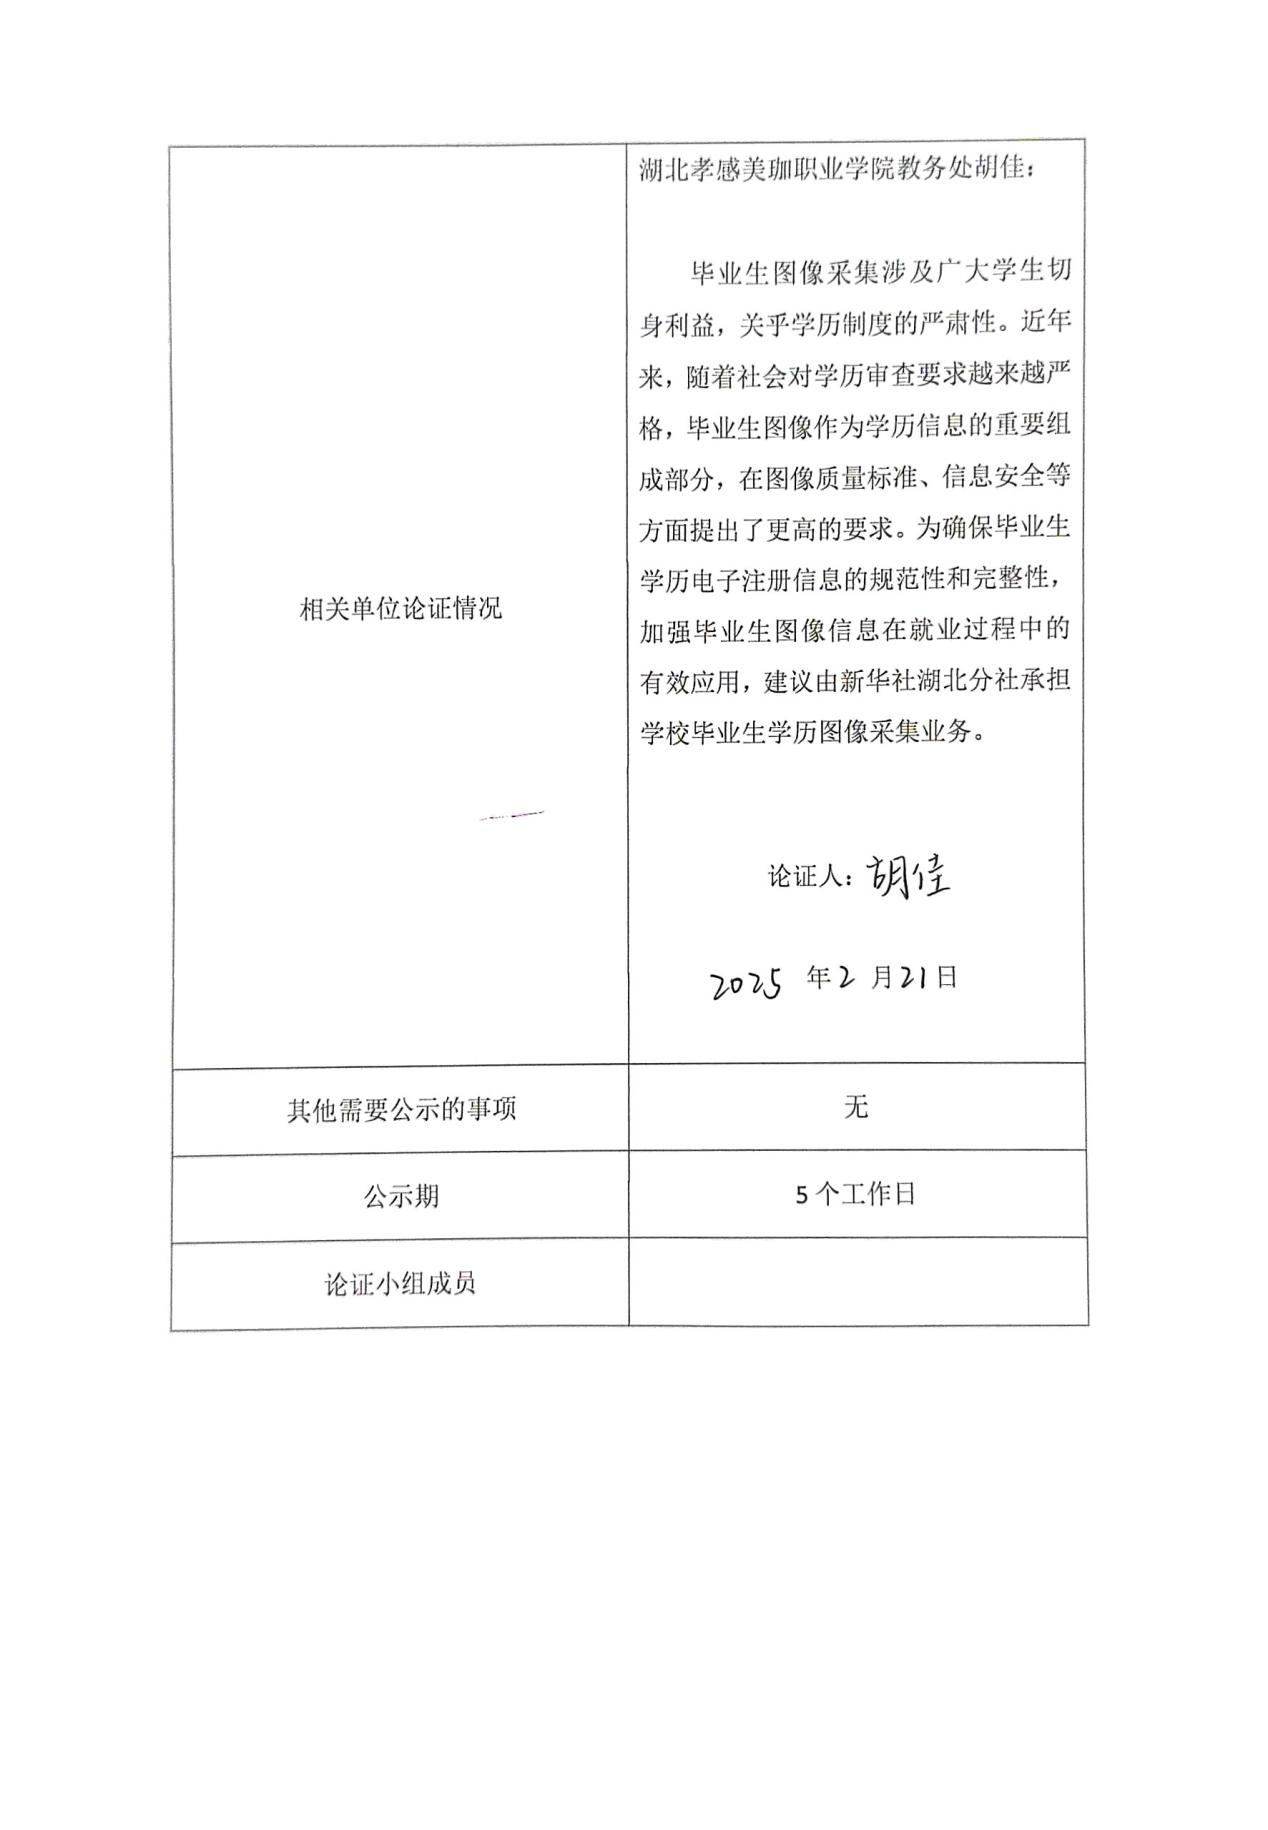 湖北孝感美珈职业学院教务处胡佳：
毕业生图像采集涉及广大学生切
身利益，关乎学历制度的严肃性。近年
来，随着社会对学历审查要求越来越严
格，毕业生图像作为学历信息的重要组
成部分，在图像质量标准、信息安全等
方面提出了更高的要求。为确保毕业生
学历电子注册信息的规范性和完整性，
加强毕业生图像信息在就业过程中的
有效应用，建议由新华社湖北分社承担
学校毕业生学历图像采集业务。
相关单位论证情况
论证人：胡佳
2025 年 2 月 21 日
其他需要公示的事项 无
公示期 5 个工作日
论证小组成员